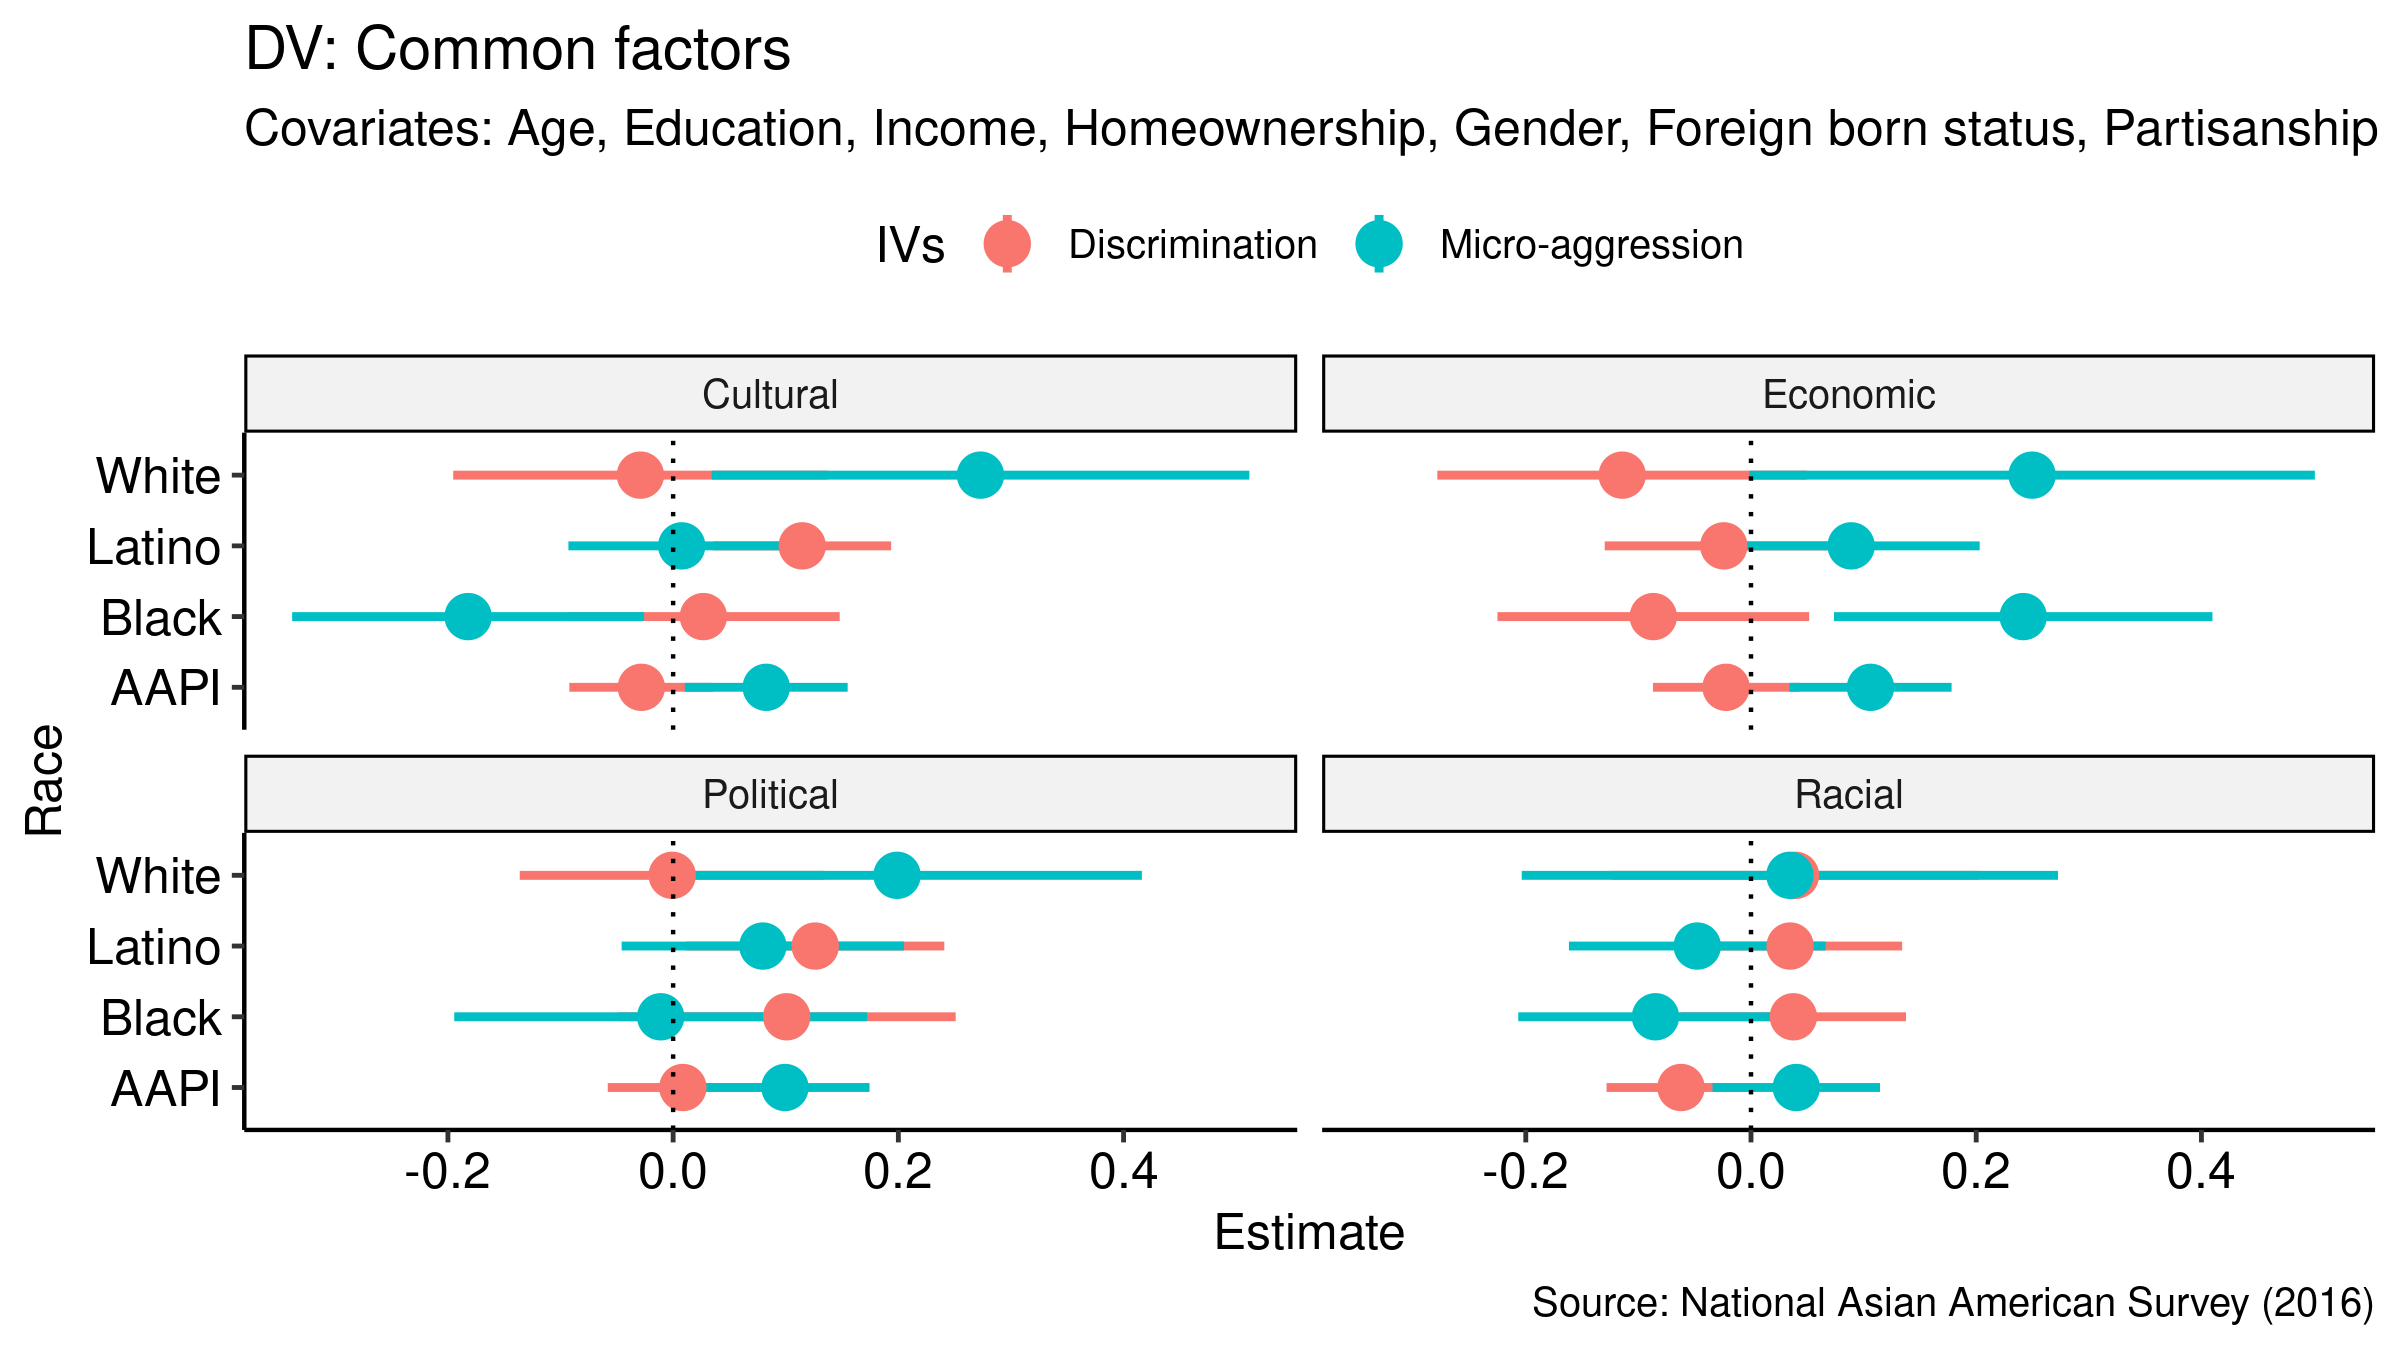 DV: Common factors
Covariates: Age, Education, Income, Homeownership, Gender, Foreign born status, Partisanship
IVs Discrimination Micro-aggression
Cultural Economic
White
Latino
Black
AAPI
Race
Political Racial
White
Latino
Black
AAPI
-0.2 0.0 0.2 0.4 -0.2 0.0 0.2 0.4
Estimate
Source: National Asian American Survey (2016)